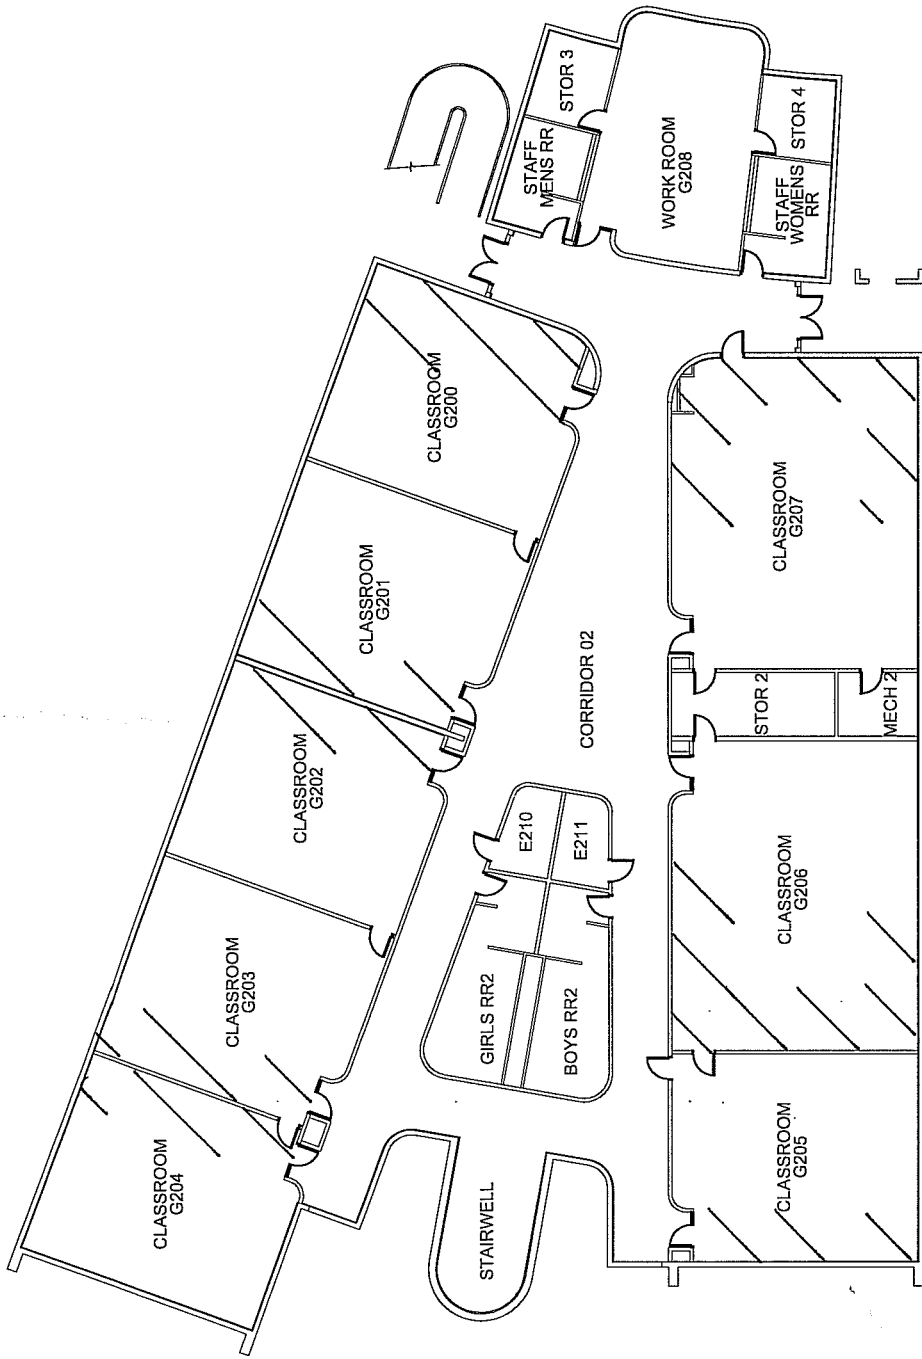 STOR 3
STAFF
MENS RR
WORK ROOM
G208
STOR 4
STAFF
WOMENS
RR
CLASSROOM
G200
CLASSROOM
G201
CLASSROOM
G202
CLASSROOM
G203
CLASSROOM
G204
CORRIDOR 02
CLASSROOM
G207
STOR 2
MECH 2
E210
E211
GIRLS RR2
BOYS RR2
CLASSROOM
G206
STAIRWELL
CLASSROOM
G205